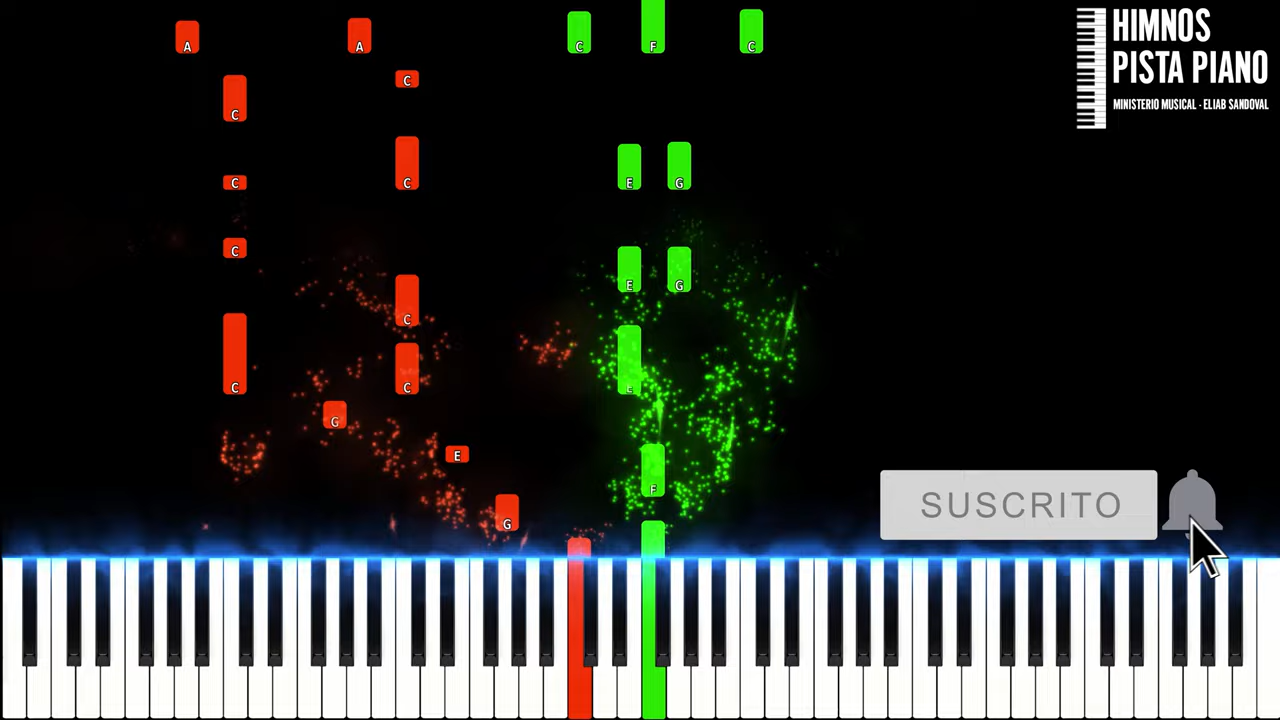 A A C F C
HIMNOS
PISTA PIANO
MINISTERIO MUSICAL - ELIAB SANDOVAL
C
C
C C E G
C
C E G
C
C C E
G
E
F
SUSCRITO
G